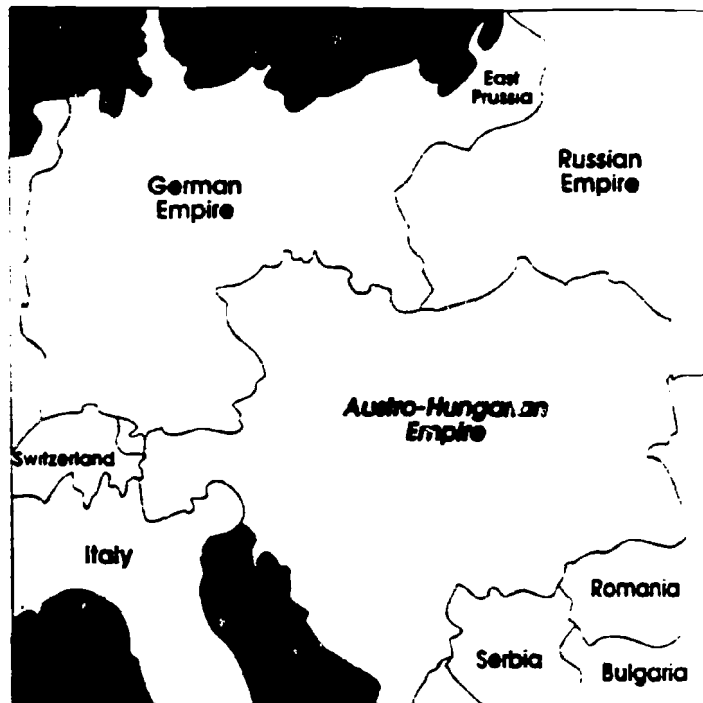 East
Prussia
Russian
Empire
German
Empire
Austro-Hungarian
Empire
Switzerland
Italy
Romania
Serbia
Bulgaria